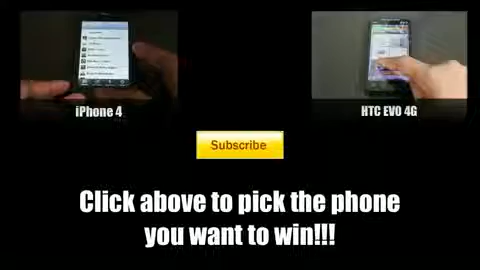 iPhone 4
HTC EVO 4G
Subscribe
Click above to pick the phone
you want to win!!!